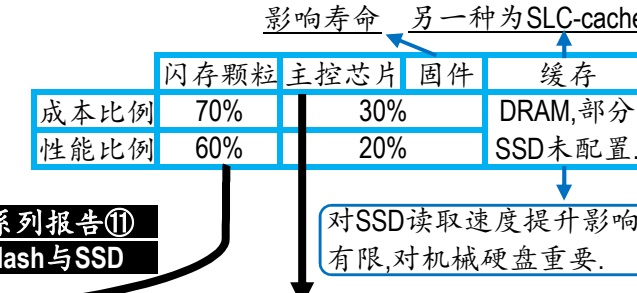 影响寿命 另一种为SLC-cache
闪存颗粒 主控芯片 固件 缓存
成本比例 70% 30% DRAM,部分
性能比例 60% 20% SSD未配置.
系列报告⑪
lash与SSD
对SSD读取速度提升影响
有限,对机械硬盘重要.